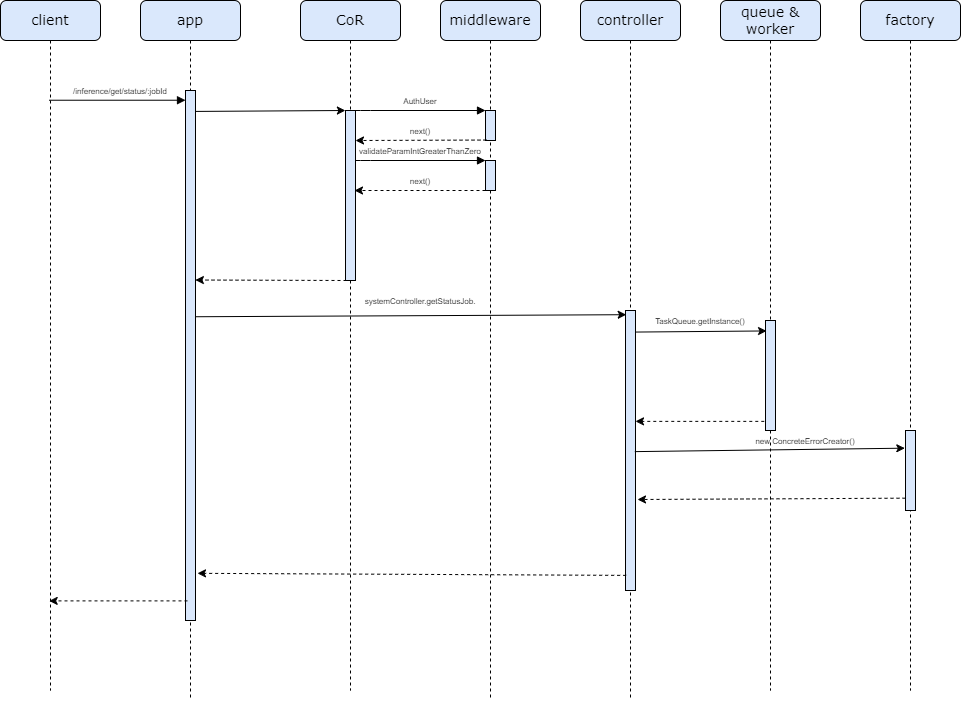 client
app
CoR
middleware
controller
queue &
worker
factory
/inference/get/status/:jobId
AuthUser
next()
validateParamIntGreaterThanZero
next()
systemController.getStatusJob.
TaskQueue.getInstance()
new ConcreteErrorCreator()